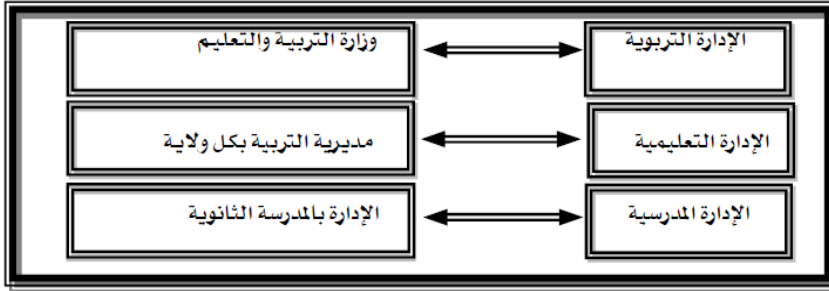 الإدارة التربوية
وزارة التربية والتعليم
الإدارة التعليمية
مديرية التربية بكل ولاية
الإدارة المدرسية
الإدارة بالمدرسة الثانوية